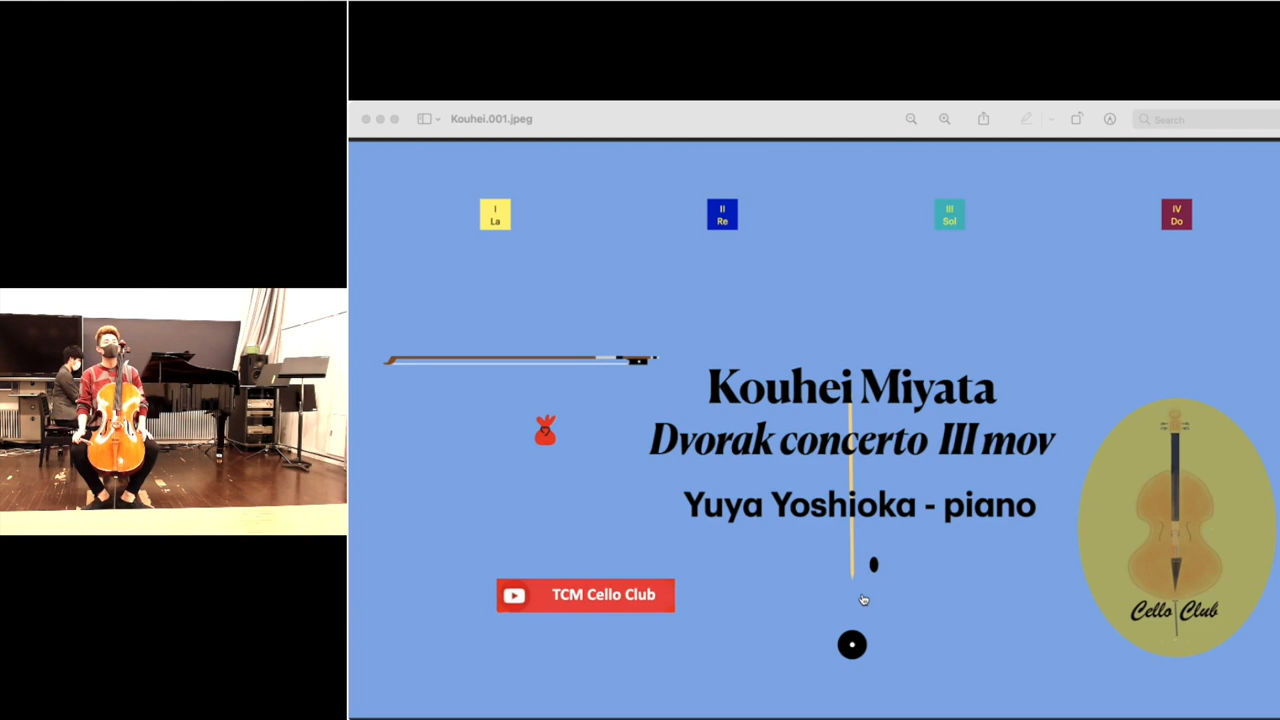 Kouhei.001.jpeg
Search
I
La
II
Re
III
Sol
IV
Do
Kouhei Miyata
Dvorak concerto III mov
Yuya Yoshioka - piano
TCM Cello Club
Cello Club